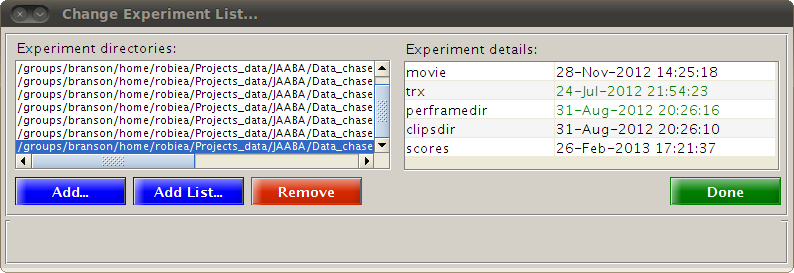 Change Experiment List...
Experiment directories:
/groups/branson/home/robiea/Projects_data/JAABA/Data_chase
/groups/branson/home/robiea/Projects_data/JAABA/Data_chase
/groups/branson/home/robiea/Projects_data/JAABA/Data_chase
/groups/branson/home/robiea/Projects_data/JAABA/Data_chase
/groups/branson/home/robiea/Projects_data/JAABA/Data_chase
/groups/branson/home/robiea/Projects_data/JAABA/Data_chase
/groups/branson/home/robiea/Projects_data/JAABA/Data_chase
Add...
Add List...
Remove
Experiment details:
movie 28-Nov-2012 14:25:18
trx 24-Jul-2012 21:54:23
perframedir 31-Aug-2012 20:26:16
clipsdir 31-Aug-2012 20:26:10
scores 26-Feb-2013 17:21:37
Done